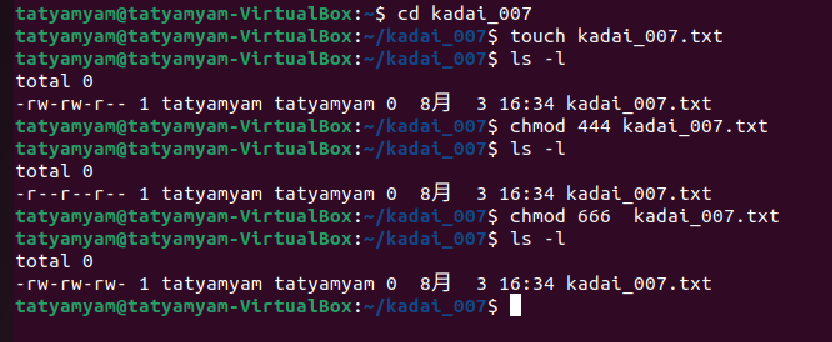 tatyamyam@tatyamyam-VirtualBox:~$ cd kadai_007
tatyamyam@tatyamyam-VirtualBox:~/kadai_007$ touch kadai_007.txt
tatyamyam@tatyamyam-VirtualBox:~/kadai_007$ ls -l
total 0
-rw-rw-r-- 1 tatyamyam tatyamyam 0  8月  3 16:34 kadai_007.txt
tatyamyam@tatyamyam-VirtualBox:~/kadai_007$ chmod 444 kadai_007.txt
tatyamyam@tatyamyam-VirtualBox:~/kadai_007$ ls -l
total 0
-r--r--r-- 1 tatyamyam tatyamyam 0  8月  3 16:34 kadai_007.txt
tatyamyam@tatyamyam-VirtualBox:~/kadai_007$ chmod 666  kadai_007.txt
tatyamyam@tatyamyam-VirtualBox:~/kadai_007$ ls -l
total 0
-rw-rw-rw- 1 tatyamyam tatyamyam 0  8月  3 16:34 kadai_007.txt
tatyamyam@tatyamyam-VirtualBox:~/kadai_007$